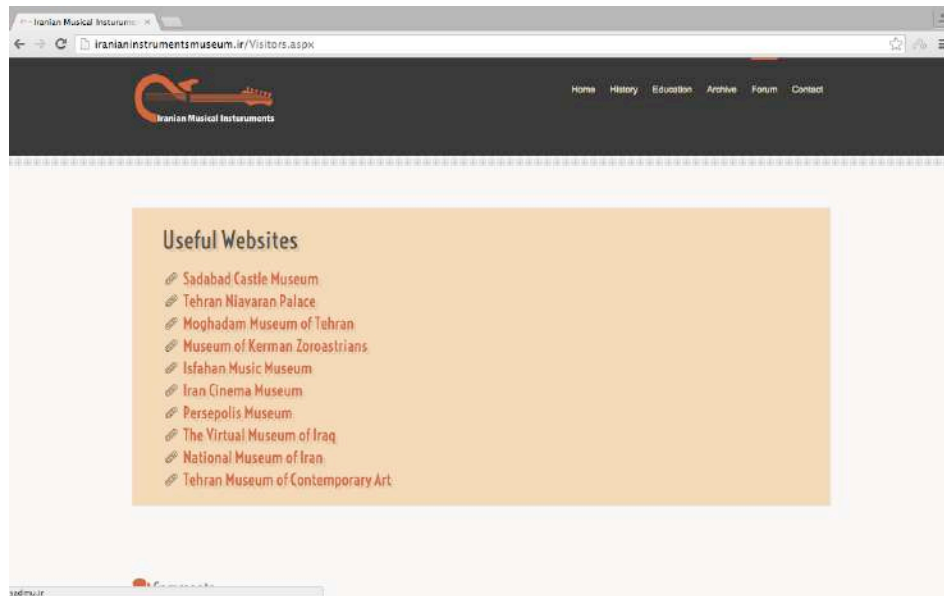 Iranian Musical Insturume
iranianinstrumentsmuseum.ir/Visitors.aspx
Iranian Musical Insturuments
Home History Education Archive Forum Contact
Useful Websites
Sadabad Castle Museum
Tehran Niavaran Palace
Moghadam Museum of Tehran
Museum of Kerman Zoroastrians
Isfahan Music Museum
Iran Cinema Museum
Persepolis Museum
The Virtual Museum of Iraq
National Museum of Iran
Tehran Museum of Contemporary Art